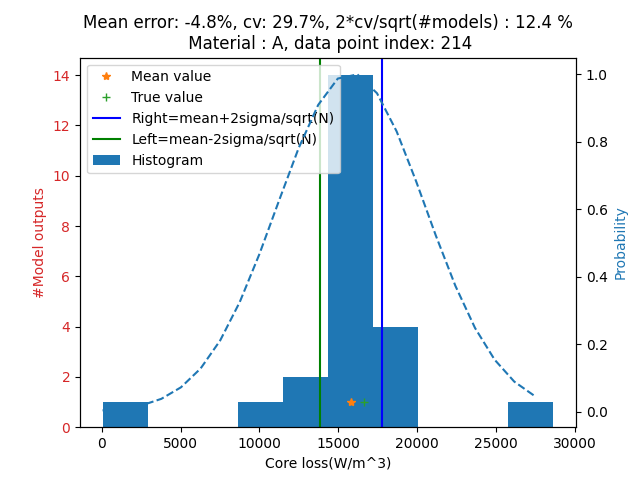 Mean error: -4.8%, cv: 29.7%, 2*cv/sqrt(#models) : 12.4 %
Material : A, data point index: 214
Mean value
True value
Right=mean+2sigma/sqrt(N)
Left=mean-2sigma/sqrt(N)
Histogram
14
12
10
8
6
4
2
0
#Model outputs
1.0
0.8
0.6
0.4
0.2
0.0
Probability
0
5000
10000
15000
20000
25000
30000
Core loss(W/m^3)